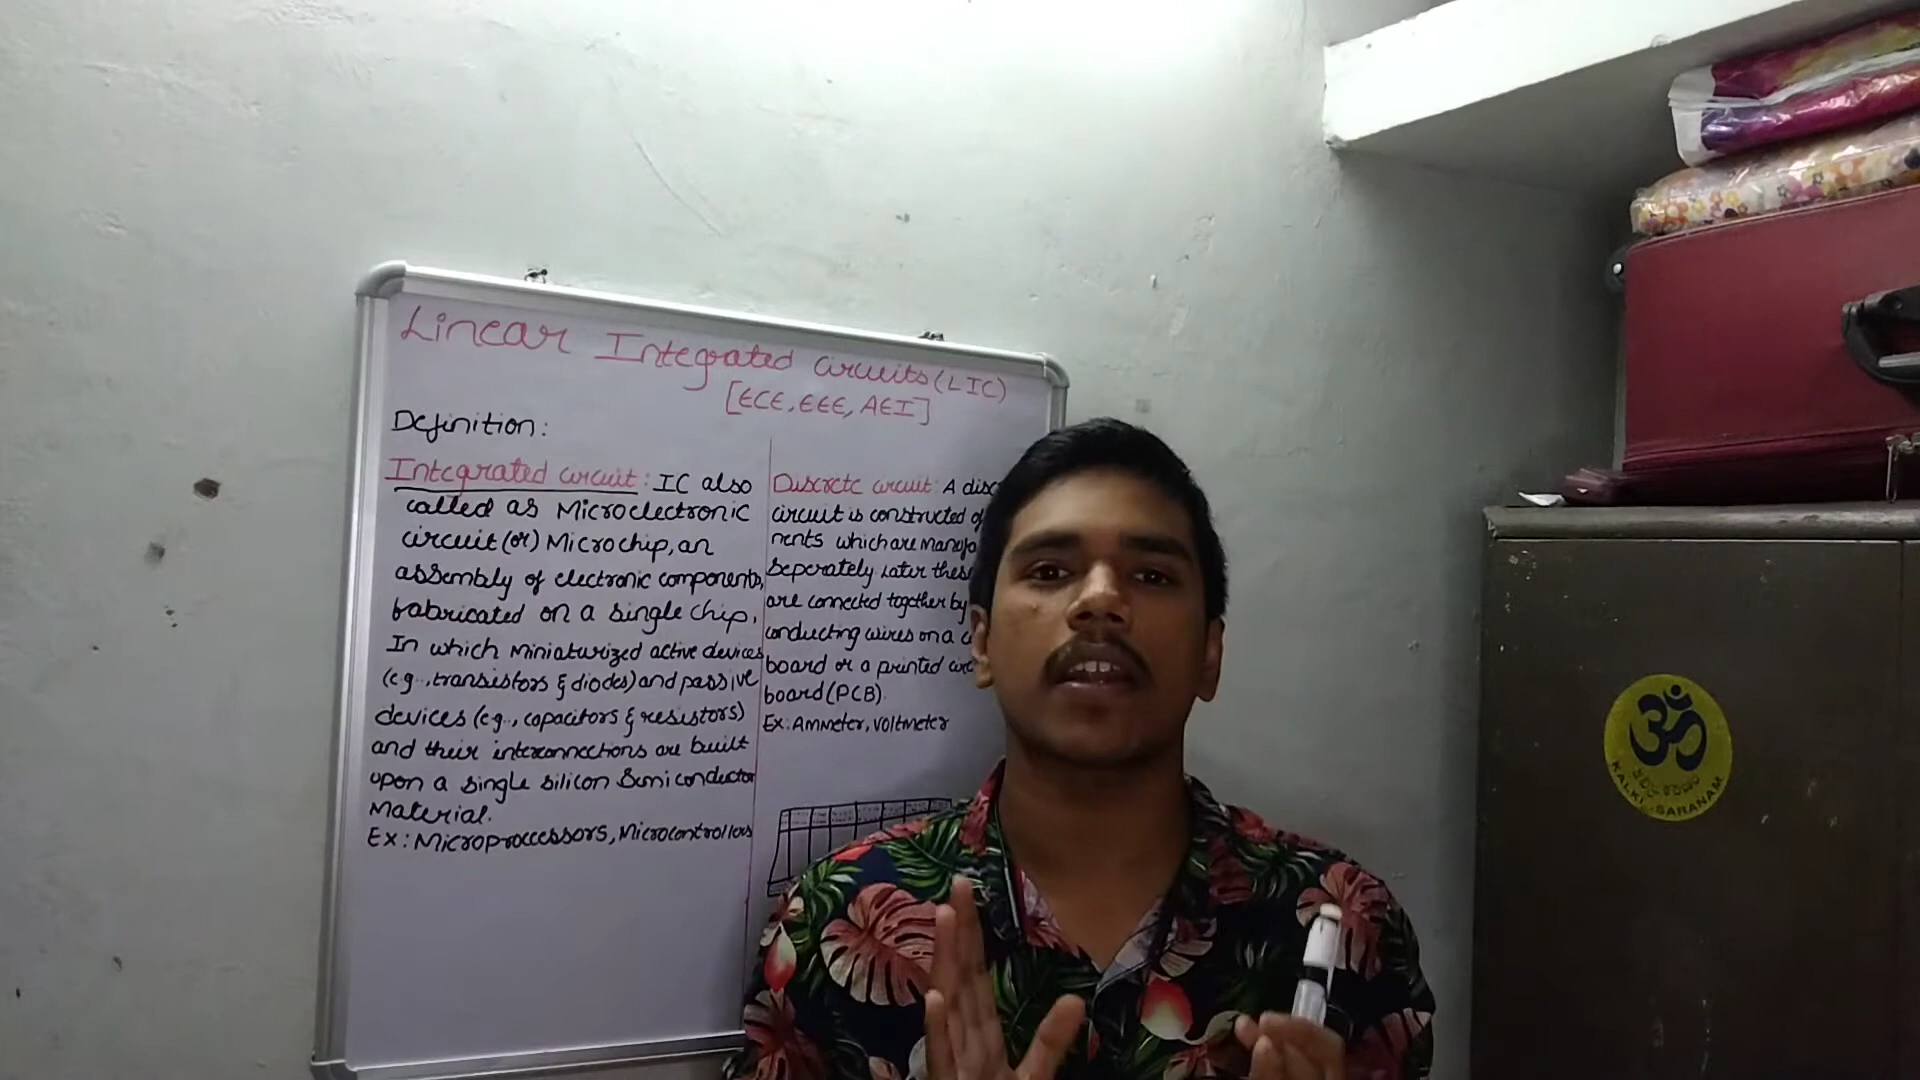 Linear Integrated circuits (LIC)
[ECE, EEE, AEI]
Definition:
Integrated circuit: IC also
called as Microelectronic
circuit (or) Microchip, an
assembly of electronic components,
fabricated on a single chip,
In which miniaturized active devices
(e.g., transistors & diodes) and passive
devices (e.g., capacitors & resistors)
and their interconnections are built
upon a single silicon Semiconductor
Material.
Ex: Microprocessors, Microcontrollers
Discrete circuit: A
circuit is constructed
which are
Seperately Later
are connected together by
conducting wires on a
board or a printed
board (PCB).
Ex: Ammeter, Voltmeter
ॐ
KALKI SARANAM